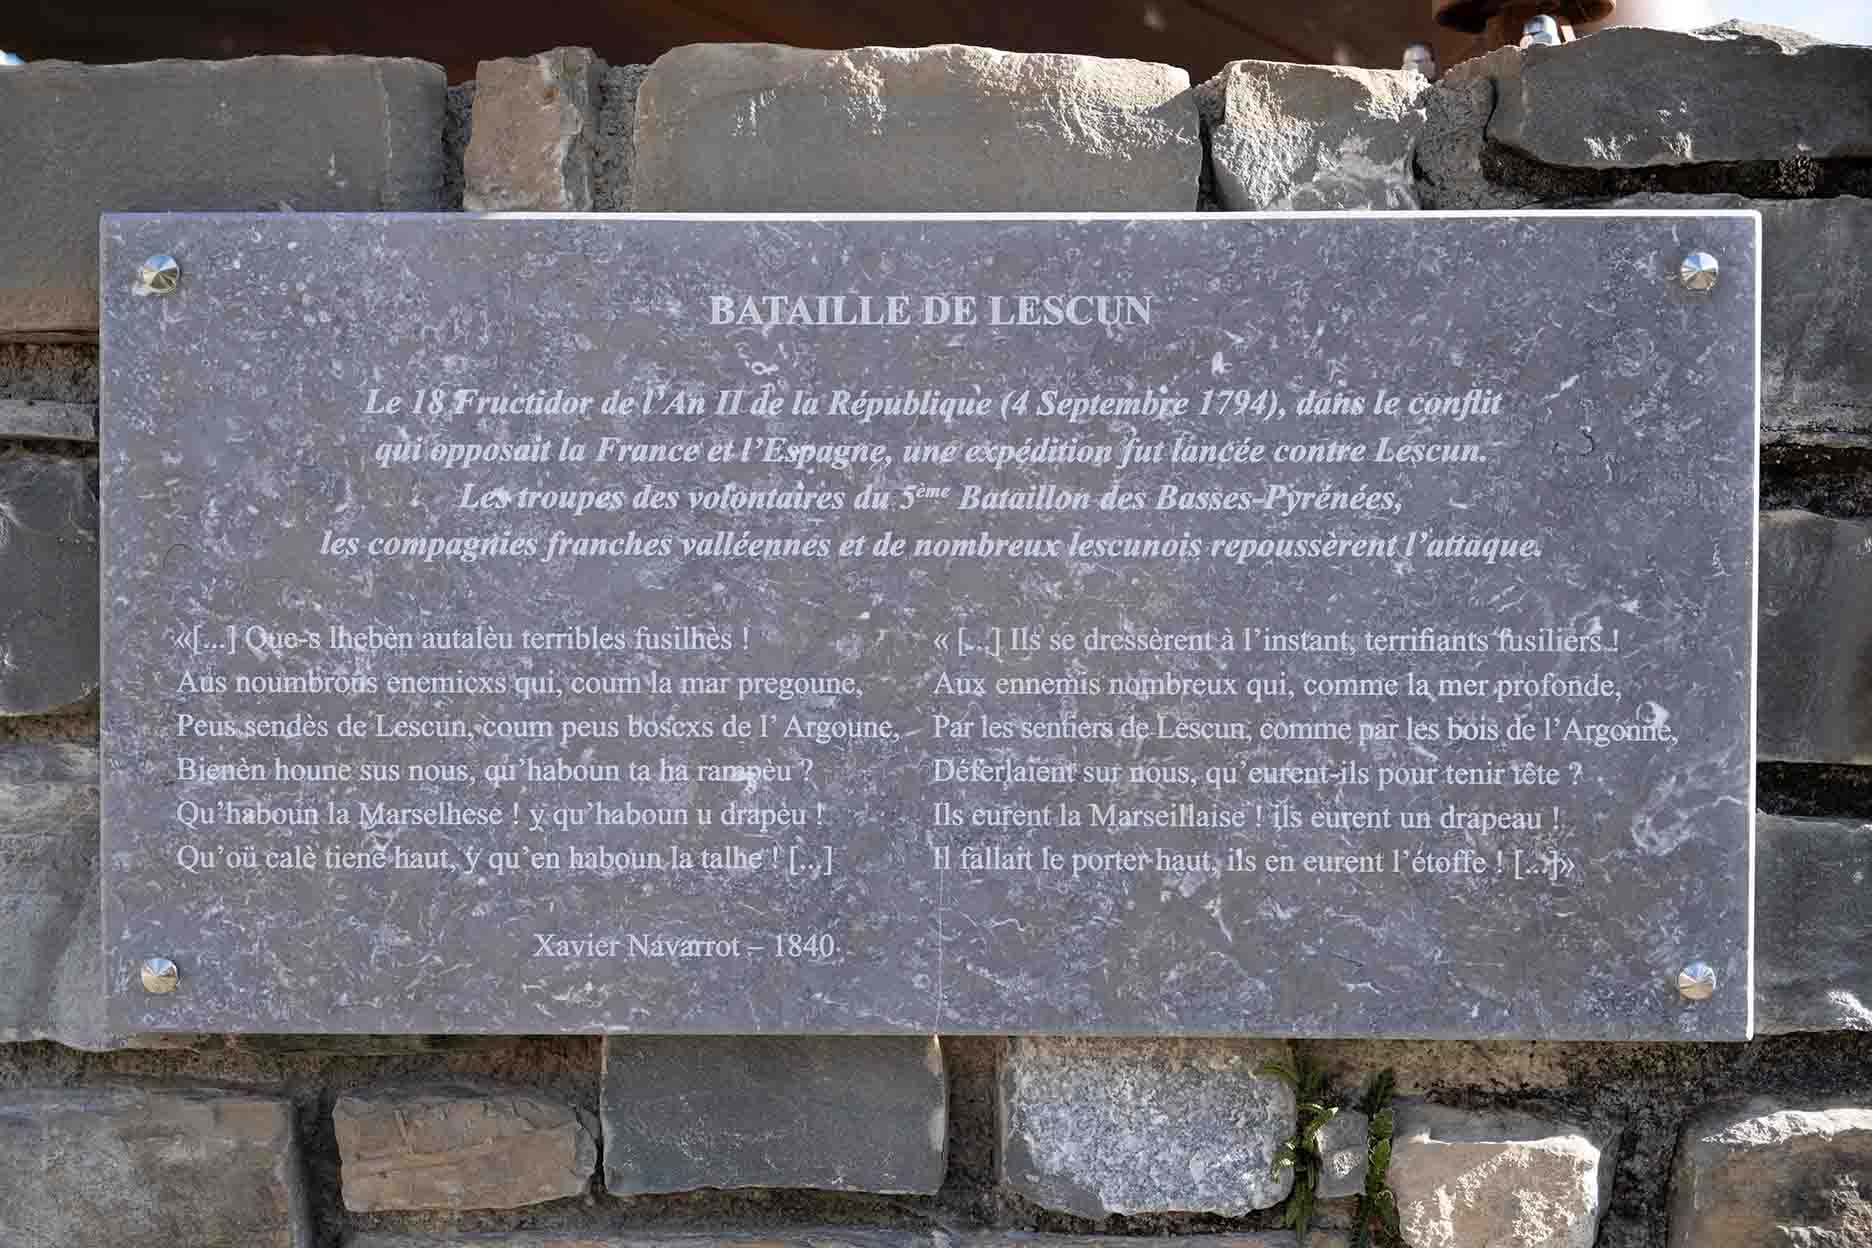 BATAILLE DE LESCUN
Le 18 Fructidor de l'An II de la République (4 Septembre 1794), dans le conflit
qui opposait la France et l'Espagne, une expédition fut lancée contre Lescun.
Les troupes des volontaires du 5ème Bataillon des Basses-Pyrénées,
les compagnies franches valléennes et de nombreux lescunois repoussèrent l'attaque.
«[...] Que-s lhebèn autalèu terribles fusilhès !
Aus noumbrous enemicxs qui, coum la mar pregoune,
Peus sendès de Lescun, coum peus boscxs de l' Argoune,
Bienèn houne sus nous, qu'haboun ta ha rampèu ?
Qu'haboun la Marselhese ! y qu'haboun u drapèu !
Qu'oü calè tienè haut, y qu'en haboun la talhe ! [...]
Xavier Navarrot – 1840
« [...] Ils se dressèrent à l'instant, terrifiants fusiliers !
Aux ennemis nombreux qui, comme la mer profonde,
Par les sentiers de Lescun, comme par les bois de l'Argonne,
Déferlaient sur nous, qu'eurent-ils pour tenir tête ?
Ils eurent la Marseillaise ! ils eurent un drapeau !
Il fallait le porter haut, ils en eurent l'étoffe ! [...]»